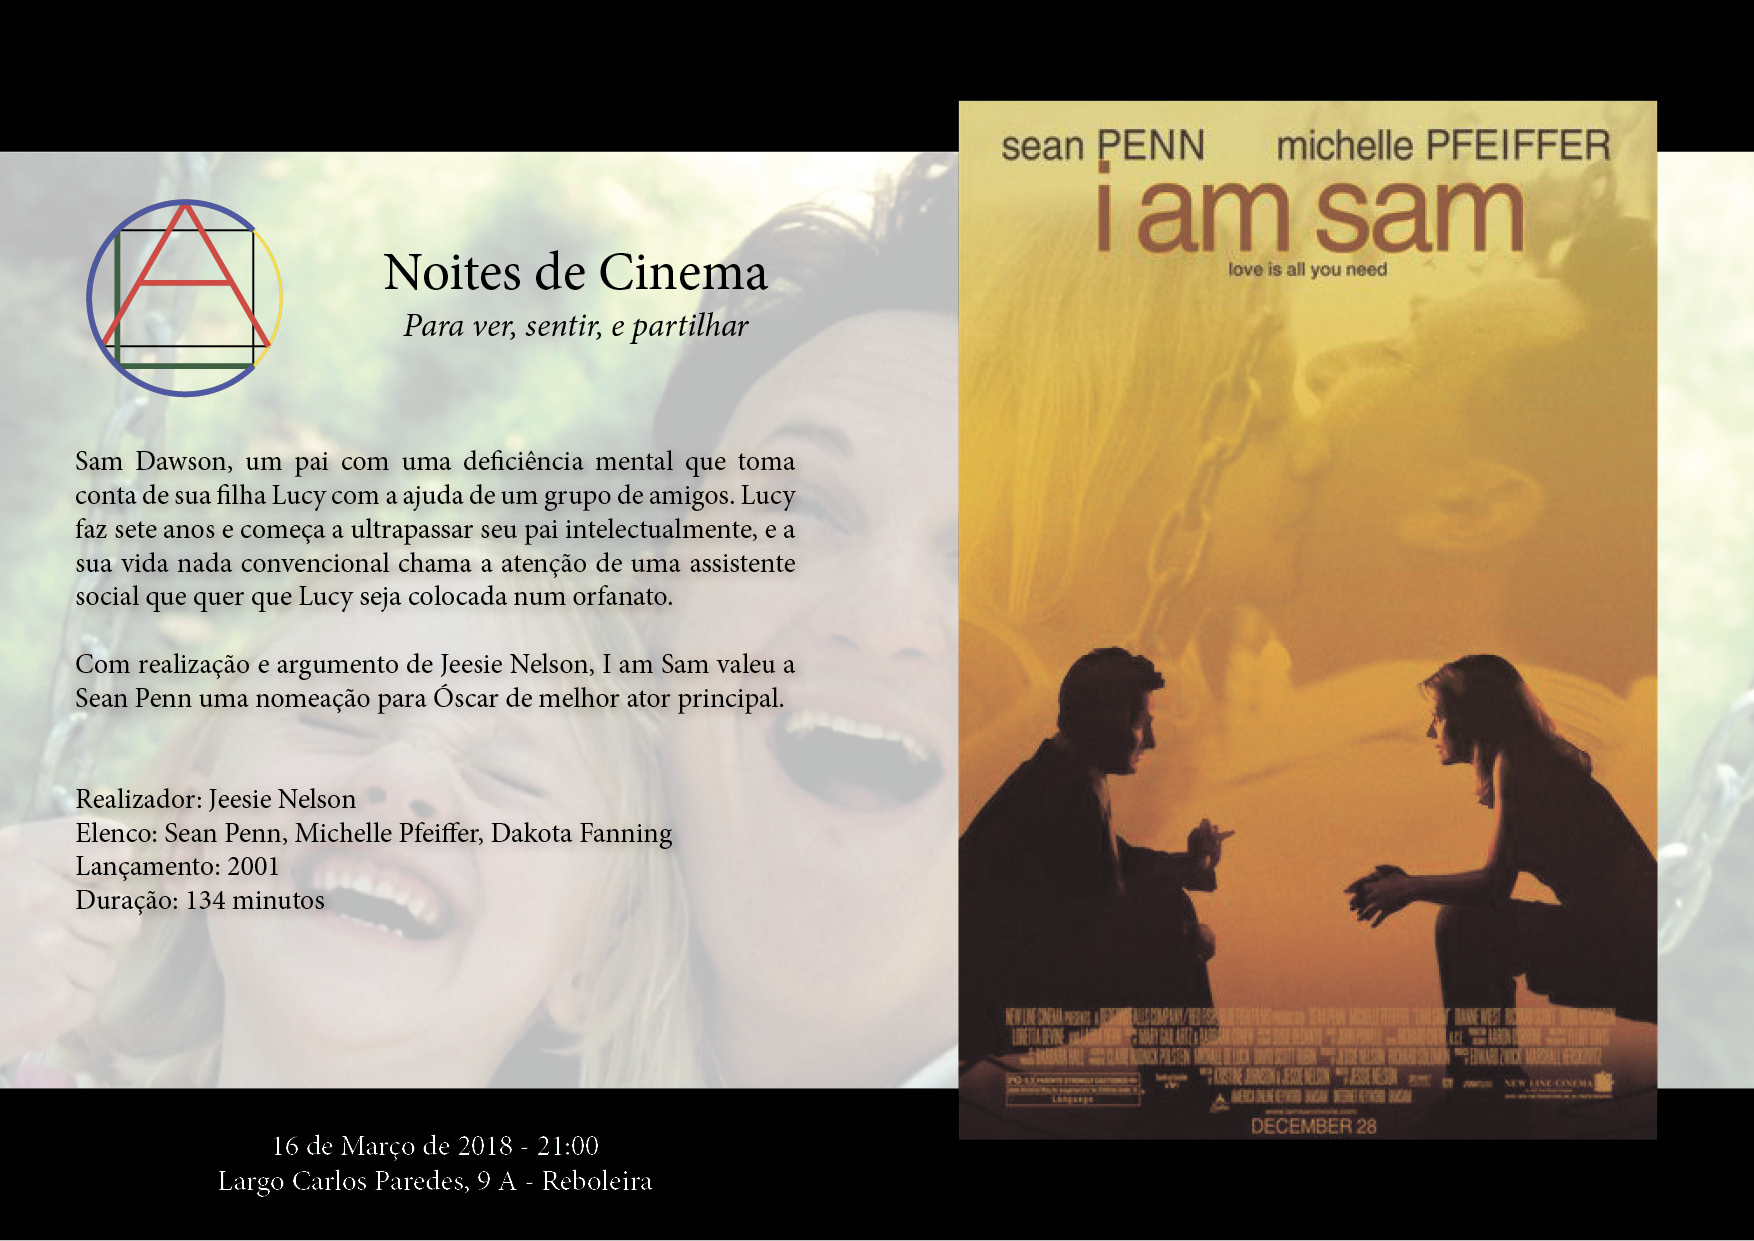 Noites de Cinema
Para ver, sentir, e partilhar
Sam Dawson, um pai com uma deficiência mental que toma
conta de sua filha Lucy com a ajuda de um grupo de amigos. Lucy
faz sete anos e começa a ultrapassar seu pai intelectualmente, e a
sua vida nada convencional chama a atenção de uma assistente
social que quer que Lucy seja colocada num orfanato.
Com realização e argumento de Jeesie Nelson, I am Sam valeu a
Sean Penn uma nomeação para Óscar de melhor ator principal.
Realizador: Jeesie Nelson
Elenco: Sean Penn, Michelle Pfeiffer, Dakota Fanning
Lançamento: 2001
Duração: 134 minutos
16 de Março de 2018 - 21:00
Largo Carlos Paredes, 9 A - Reboleira
sean PENN michelle PFEIFFER
i am sam
love is all you need
NEW LINE CINEMA
www.iamsammovie.com
DECEMBER 28